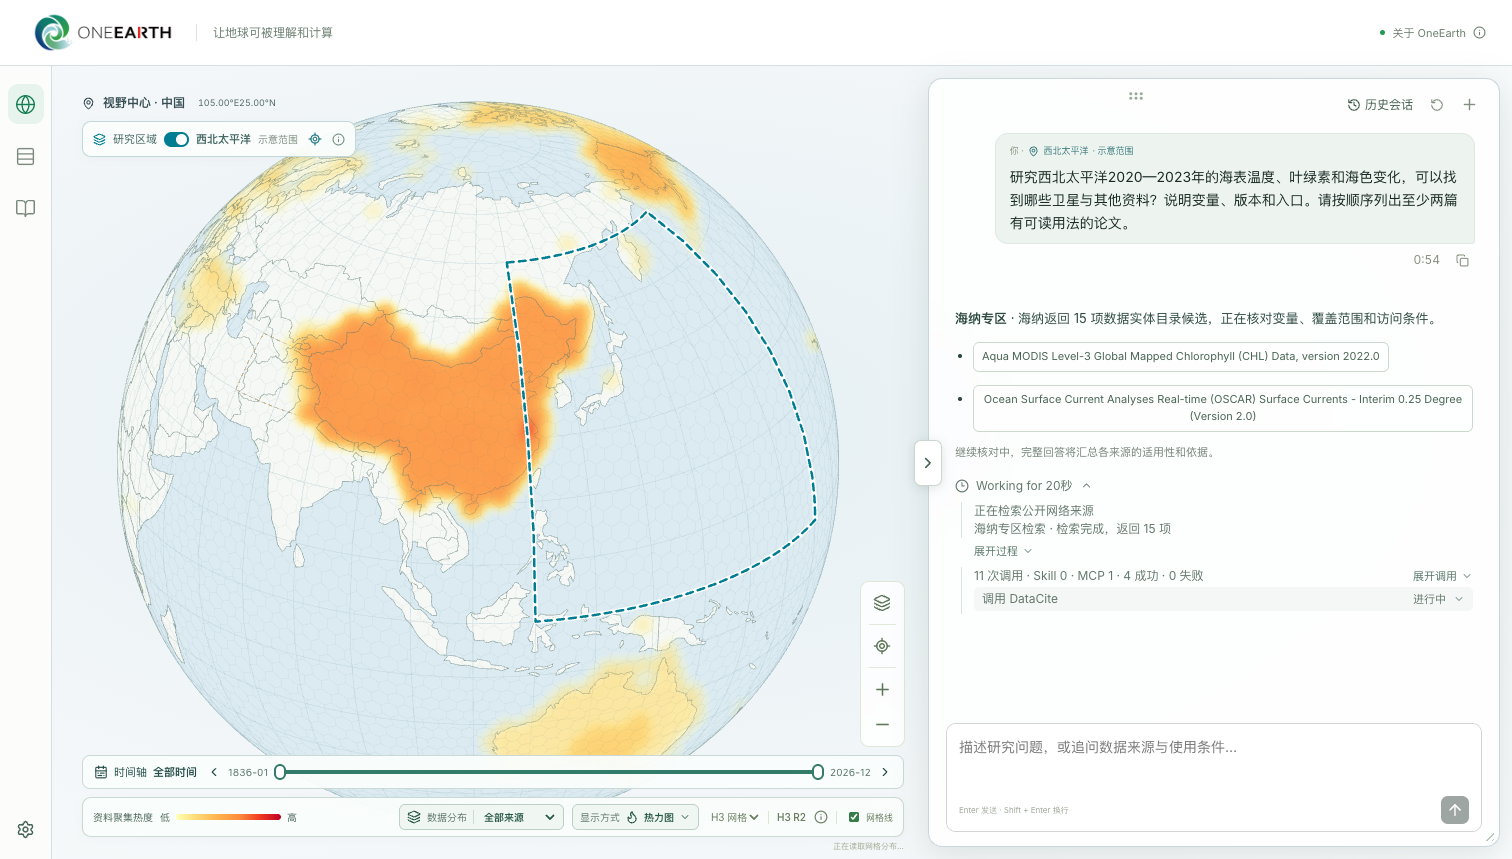 ONEEARTH
让地球可被理解和计算
关于 OneEarth
视野中心 · 中国 105.00°E25.00°N
研究区域 西北太平洋 示意范围
历史会话
你 · 西北太平洋 · 示意范围
研究西北太平洋2020—2023年的海表温度、叶绿素和海色变化，可以找
到哪些卫星与其他资料？说明变量、版本和入口。请按顺序列出至少两篇
有可读用法的论文。
0:54
海纳专区 · 海纳返回 15 项数据实体目录候选，正在核对变量、覆盖范围和访问条件。
Aqua MODIS Level-3 Global Mapped Chlorophyll (CHL) Data, version 2022.0
Ocean Surface Current Analyses Real-time (OSCAR) Surface Currents - Interim 0.25 Degree
(Version 2.0)
继续核对中，完整回答将汇总各来源的适用性和依据。
Working for 20秒
正在检索公开网络来源
海纳专区检索 · 检索完成，返回 15 项
展开过程
11 次调用 · Skill 0 · MCP 1 · 4 成功 · 0 失败 展开调用
调用 DataCite 进行中
描述研究问题，或追问数据来源与使用条件...
Enter 发送 · Shift + Enter 换行
时间轴 全部时间 1836-01 2026-12
资料聚集热度 低 高 数据分布 全部来源 显示方式 热力图 H3 网格 H3 R2 网格线
正在读取网格分布...